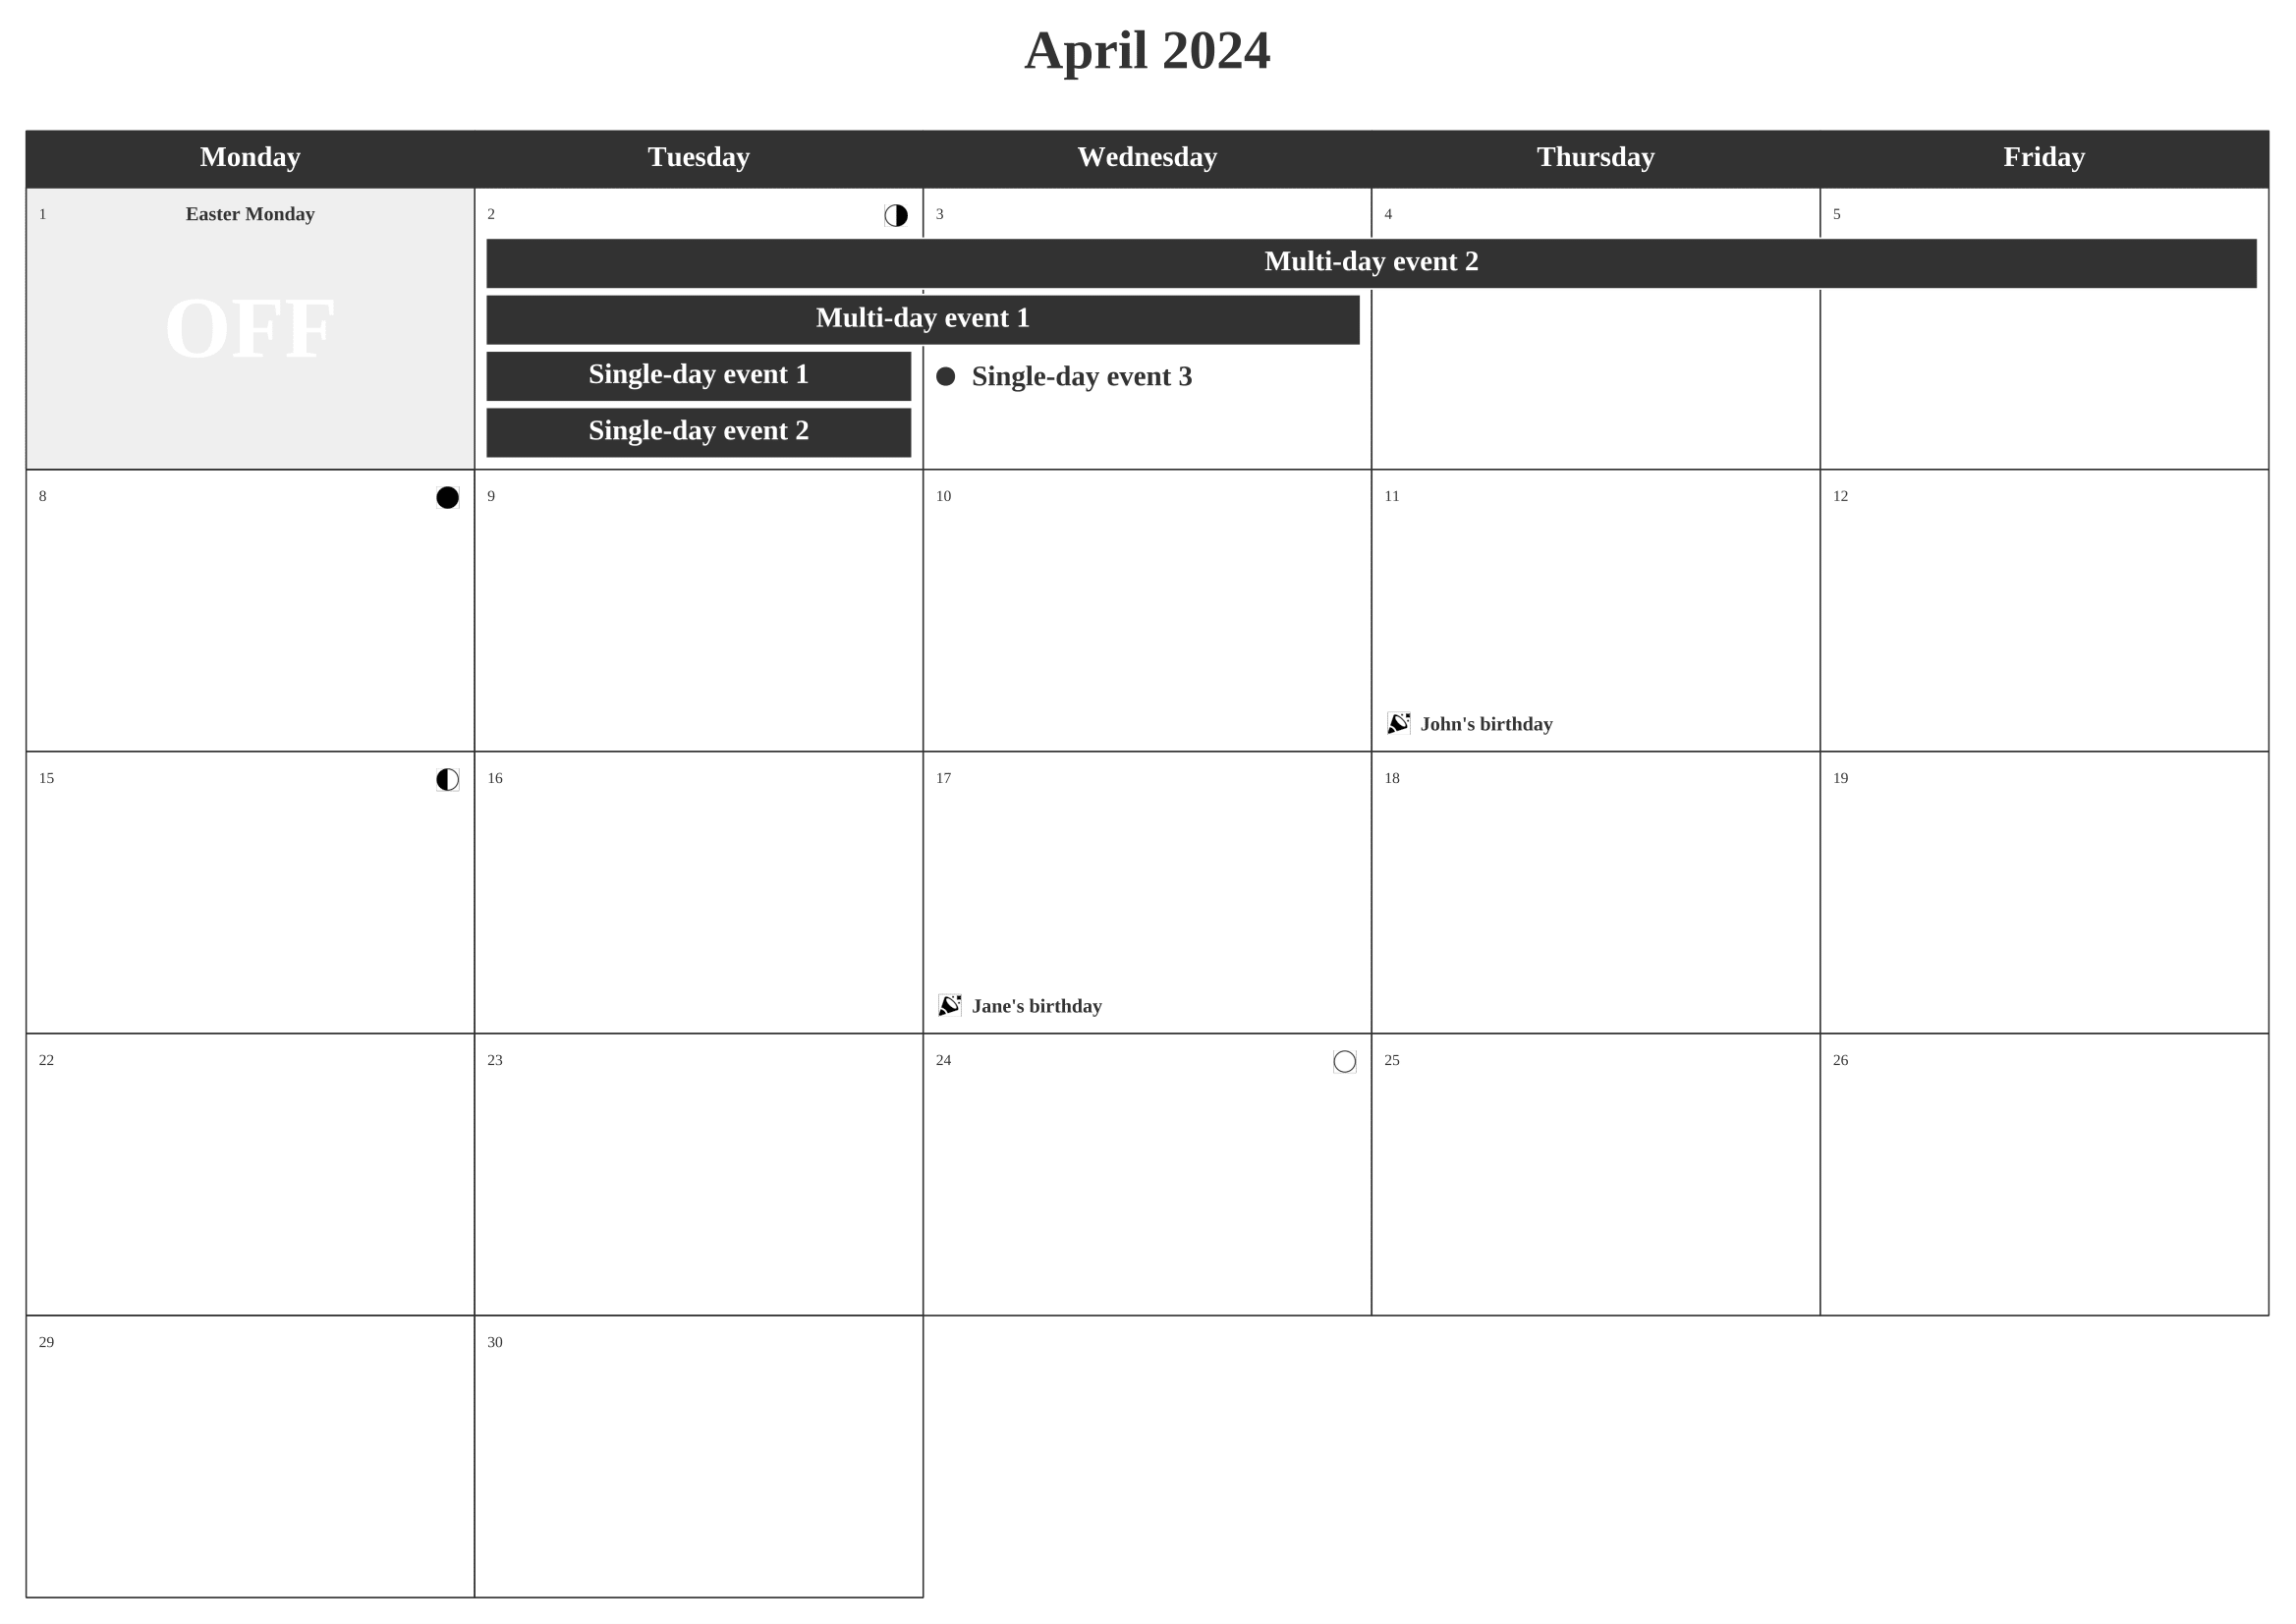 April 2024
Monday Tuesday Wednesday Thursday Friday
1 Easter Monday 2 3 4 5
Multi-day event 2
OFF
Multi-day event 1
Single-day event 1 Single-day event 3
Single-day event 2
8 9 10 11 12
John's birthday
15 16 17 18 19
Jane's birthday
22 23 24 25 26
29 30